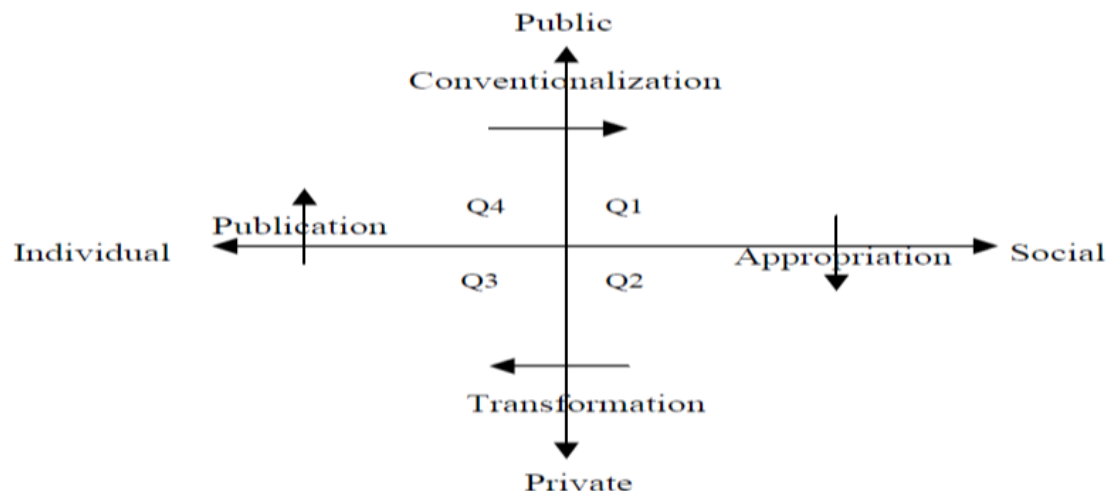 Public
Conventionalization
Q4 Q1
Publication
Individual
Appropriation
Social
Q3 Q2
Transformation
Private